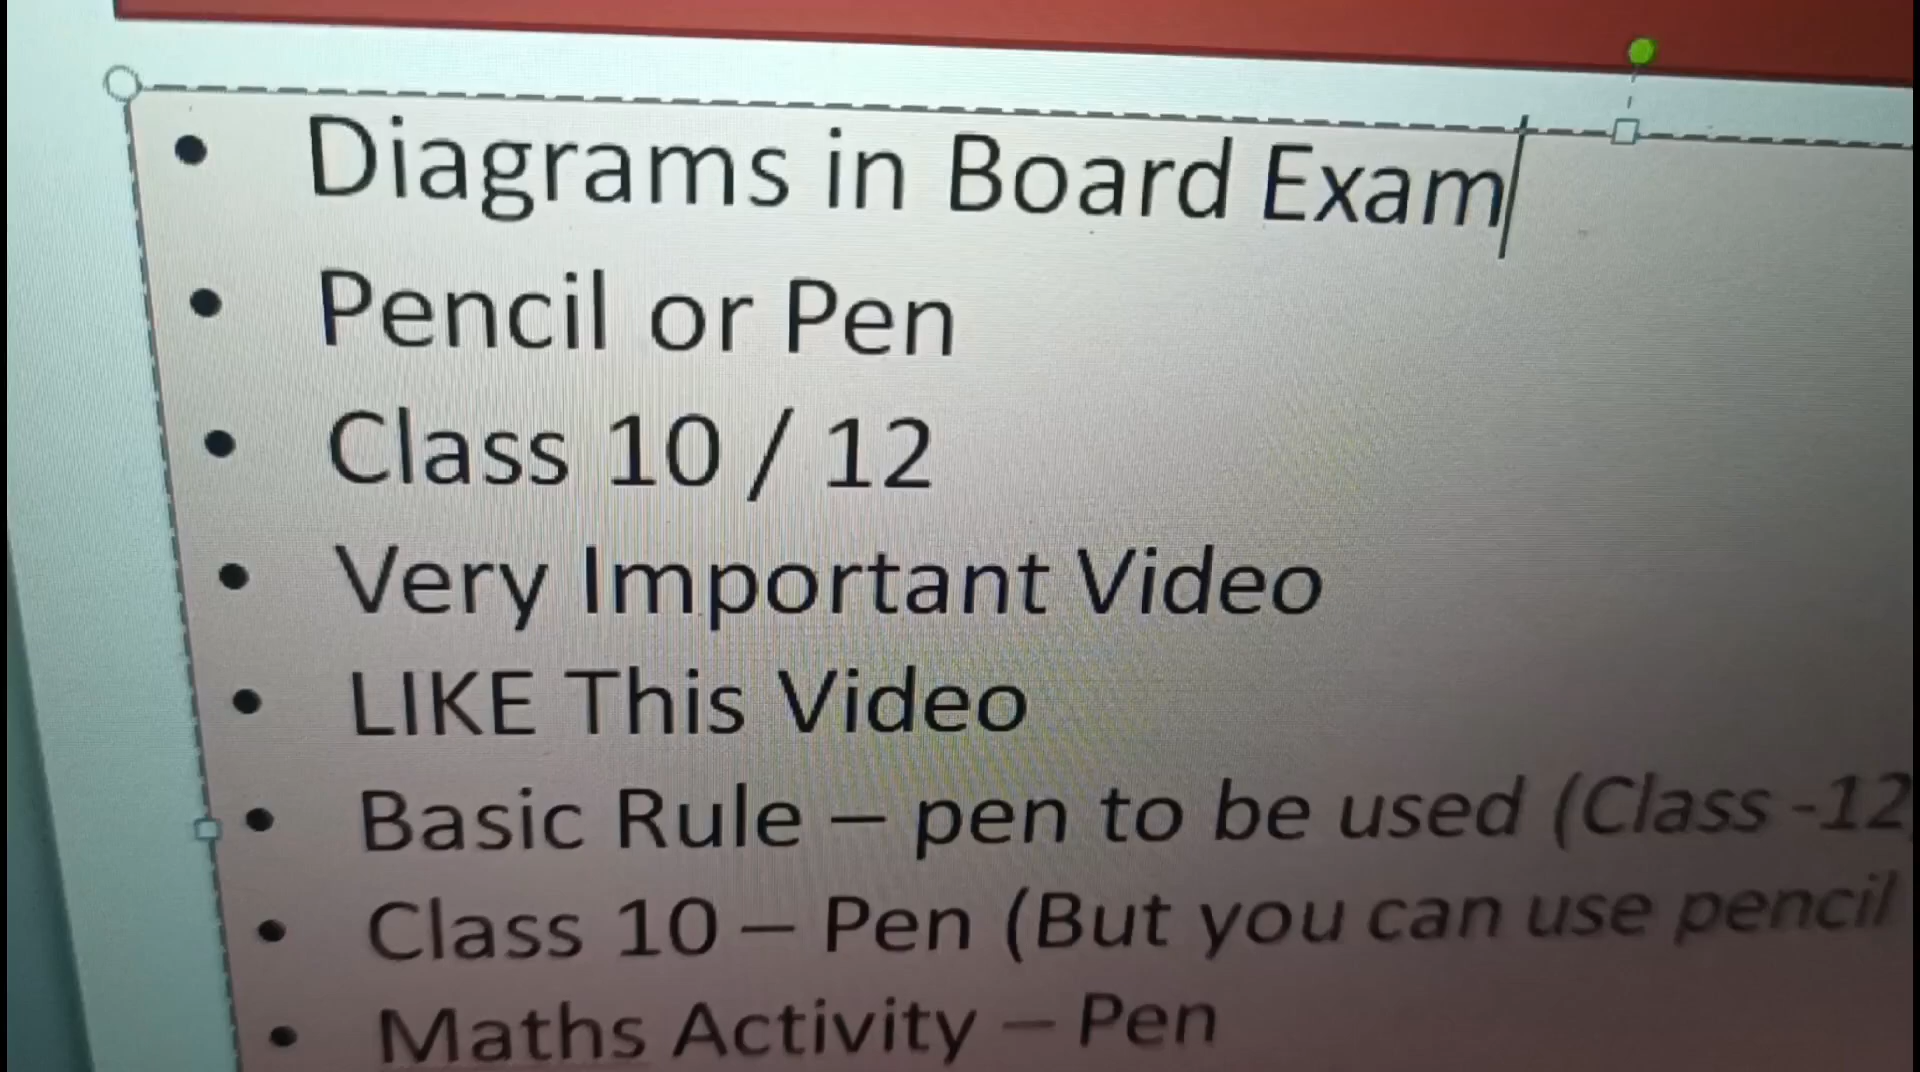 • Diagrams in Board Exam
• Pencil or Pen
• Class 10 / 12
• Very Important Video
• LIKE This Video
• Basic Rule – pen to be used (Class -12
• Class 10 – Pen (But you can use pencil
• Maths Activity – Pen